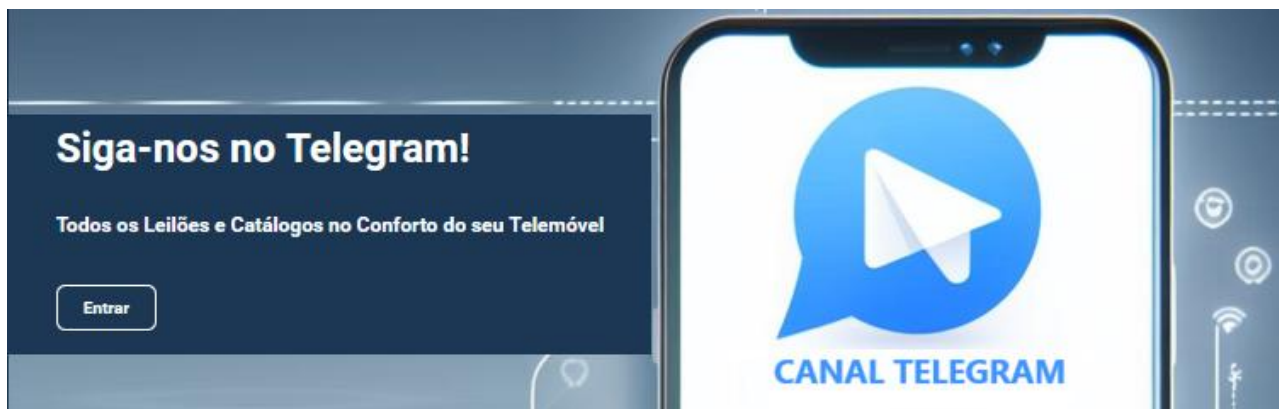 Siga-nos no Telegram!
Todos os Leilões e Catálogos no Conforto do seu Telemóvel
Entrar
CANAL TELEGRAM